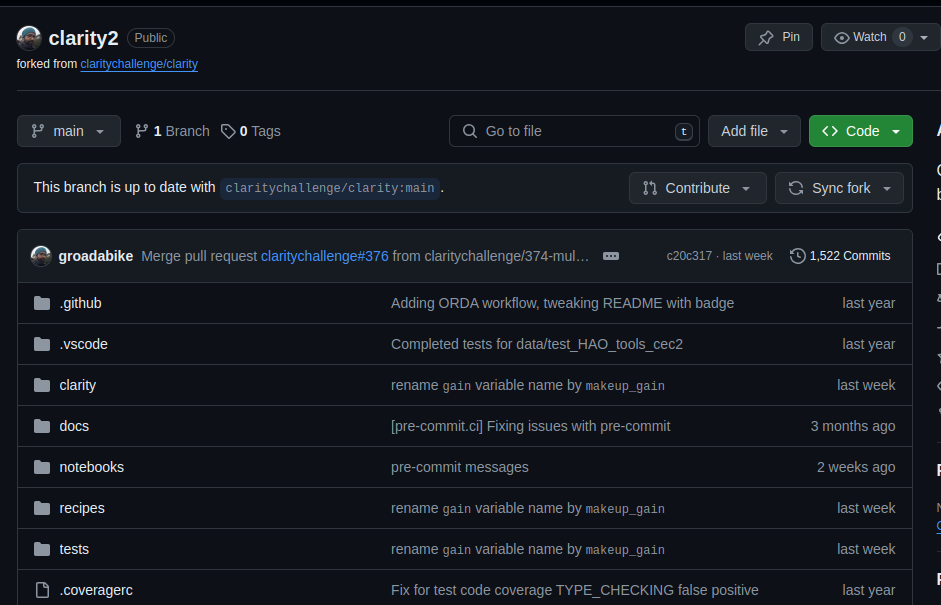 clarity2 Public Pin Watch 0
forked from claritychallenge/clarity
main 1 Branch 0 Tags Go to file t Add file Code
This branch is up to date with claritychallenge/clarity:main . Contribute Sync fork
groadabike Merge pull request claritychallenge#376 from claritychallenge/374-mul… c20c317 · last week 1,522 Commits
.github Adding ORDA workflow, tweaking README with badge last year
.vscode Completed tests for data/test_HAO_tools_cec2 last year
clarity rename gain variable name by makeup_gain last week
docs [pre-commit.ci] Fixing issues with pre-commit 3 months ago
notebooks pre-commit messages 2 weeks ago
recipes rename gain variable name by makeup_gain last week
tests rename gain variable name by makeup_gain last week
.coveragerc Fix for test code coverage TYPE_CHECKING false positive last year